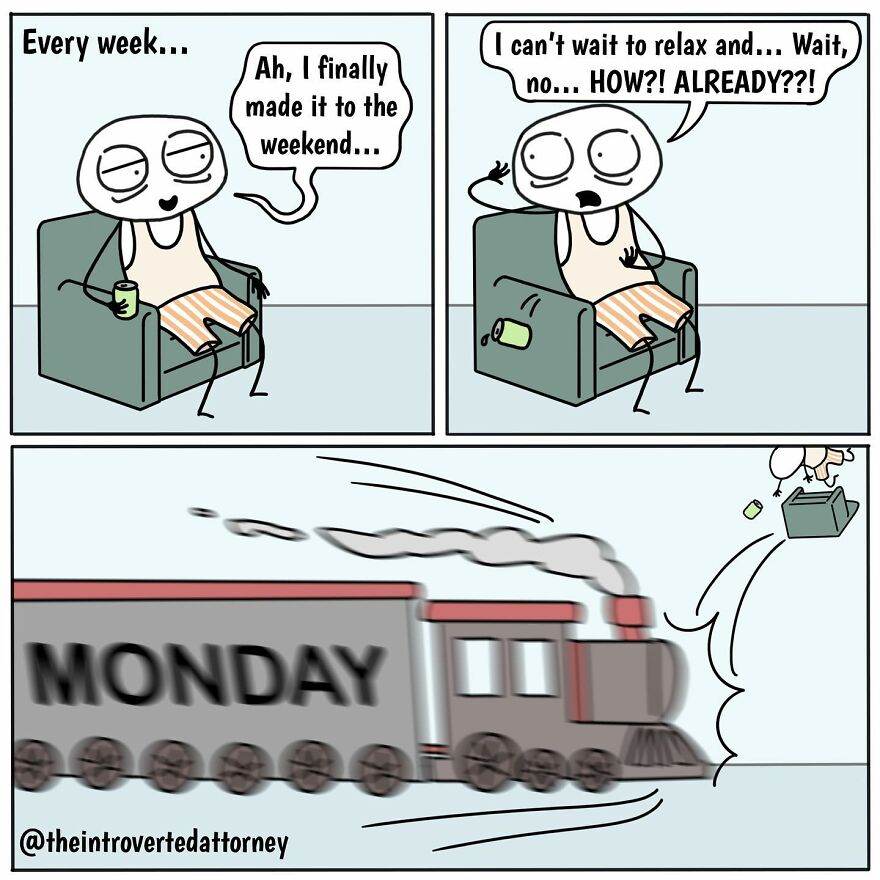 Every week...
Ah, I finally
made it to the
weekend...
I can't wait to relax and... Wait,
no... HOW?! ALREADY??!
MONDAY
@theintrovertedattorney